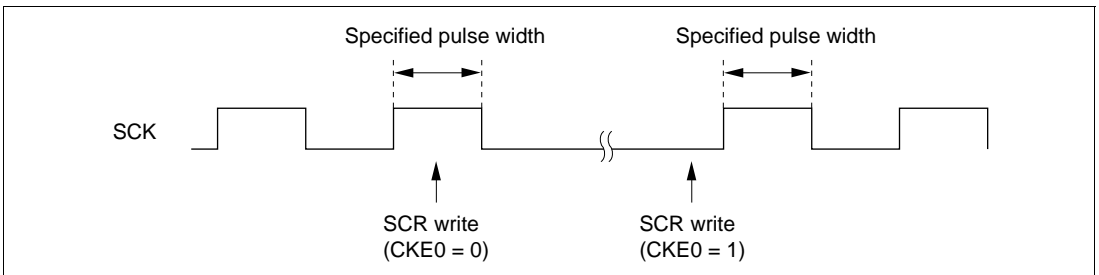 Specified pulse width
Specified pulse width
SCK
SCR write
(CKE0 = 0)
SCR write
(CKE0 = 1)